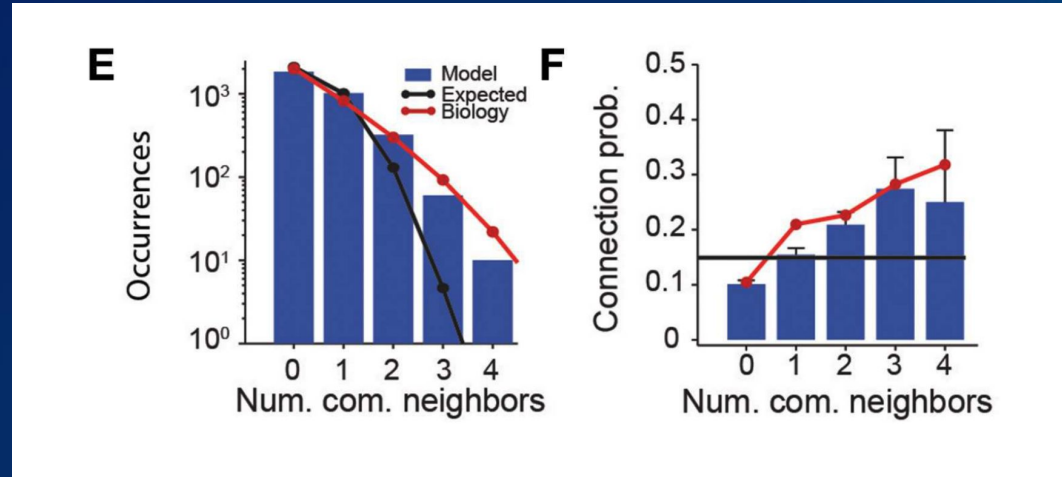 E
Occurrences
10³
10²
10¹
10⁰
Model
Expected
Biology
0 1 2 3 4
Num. com. neighbors
F
Connection prob.
0.5
0.4
0.3
0.2
0.1
0
0 1 2 3 4
Num. com. neighbors